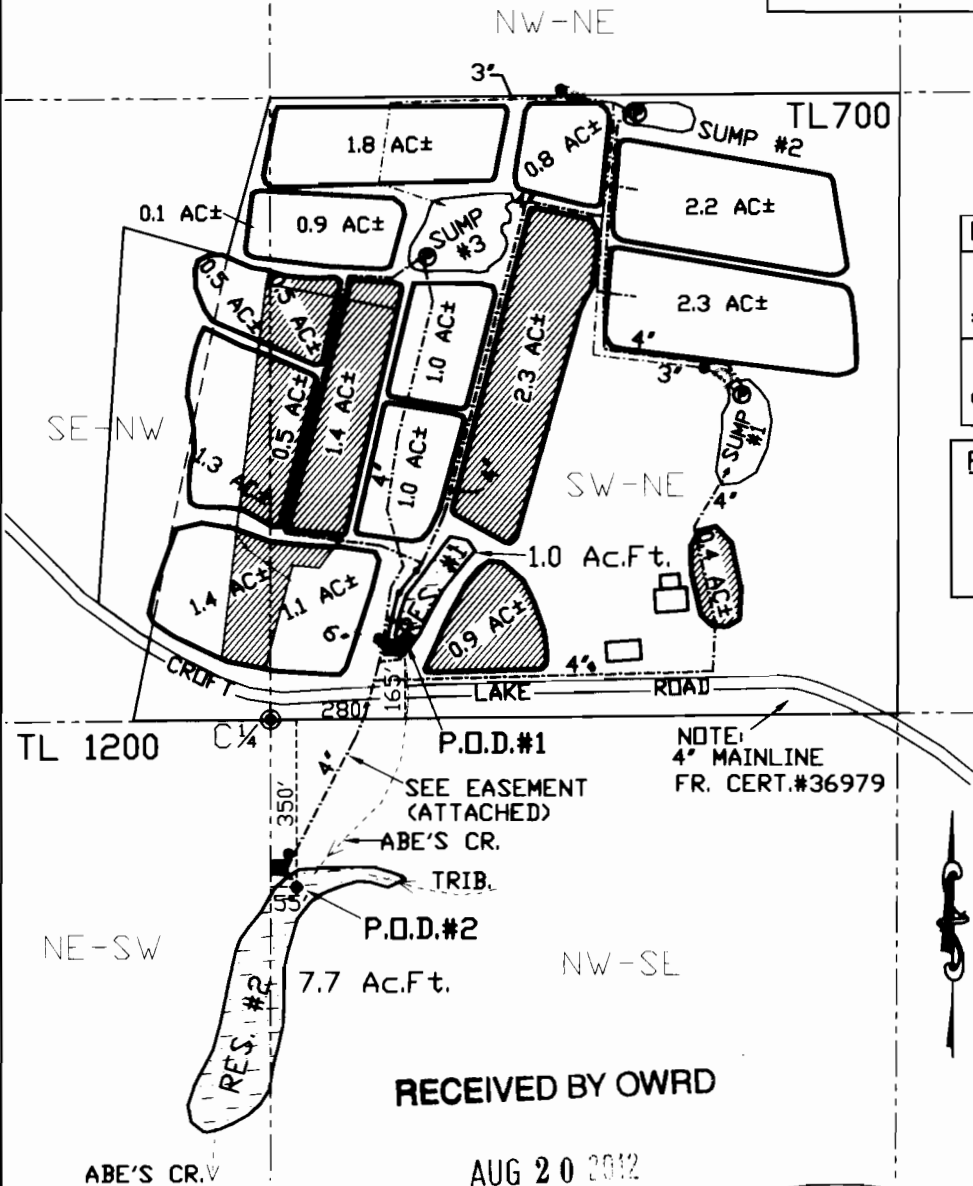 NW-NE
3"
TL700
1.8 AC±
0.8 AC±
SUMP #2
0.1 AC±
0.9 AC±
SUMP #3
2.2 AC±
0.5 AC±
0.5 AC±
2.3 AC±
1.0 AC±
2.3 AC±
4"
3"
SE-NW
0.5 AC±
1.4 AC±
SUMP #1
1.3 AC±
4"
1.0 AC±
4"
SW-NE
4"
1.0 Ac.Ft.
RES. #1
0.4 AC±
1.4 AC±
1.1 AC±
6"
0.9 AC±
4"
CROFT LAKE ROAD
165'
280'
TL 1200
C 1/4
P.O.D.#1
NOTE:
4" MAINLINE
FR. CERT.#36979
4"
SEE EASEMENT
(ATTACHED)
350'
ABE'S CR.
TRIB.
55'
P.O.D.#2
NE-SW
NW-SE
7.7 Ac.Ft.
RES. #2
RECEIVED BY OWRD
ABE'S CR.
AUG 20 2012